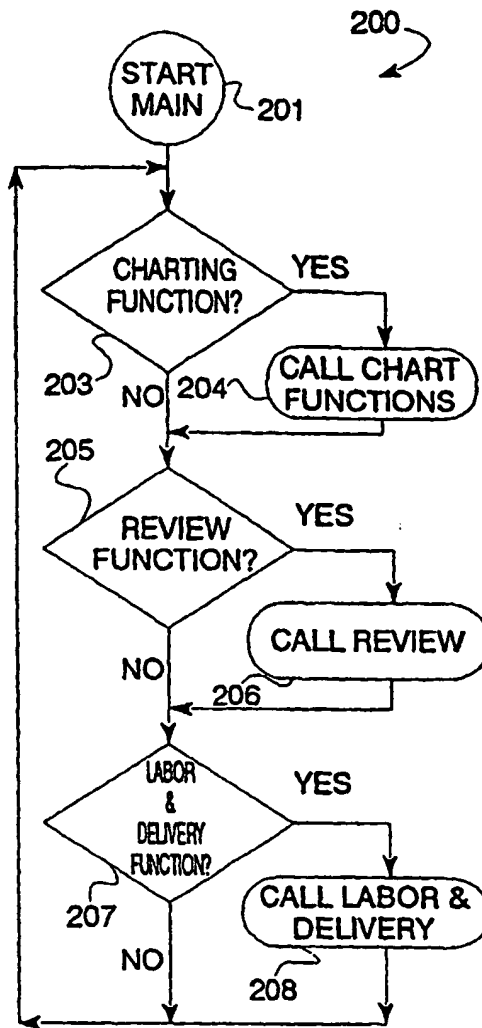 200
START
MAIN
201
CHARTING
FUNCTION?
YES
203
NO
204
CALL CHART
FUNCTIONS
205
REVIEW
FUNCTION?
YES
NO
CALL REVIEW
206
LABOR
&
DELIVERY
FUNCTION?
YES
207
NO
CALL LABOR &
DELIVERY
208